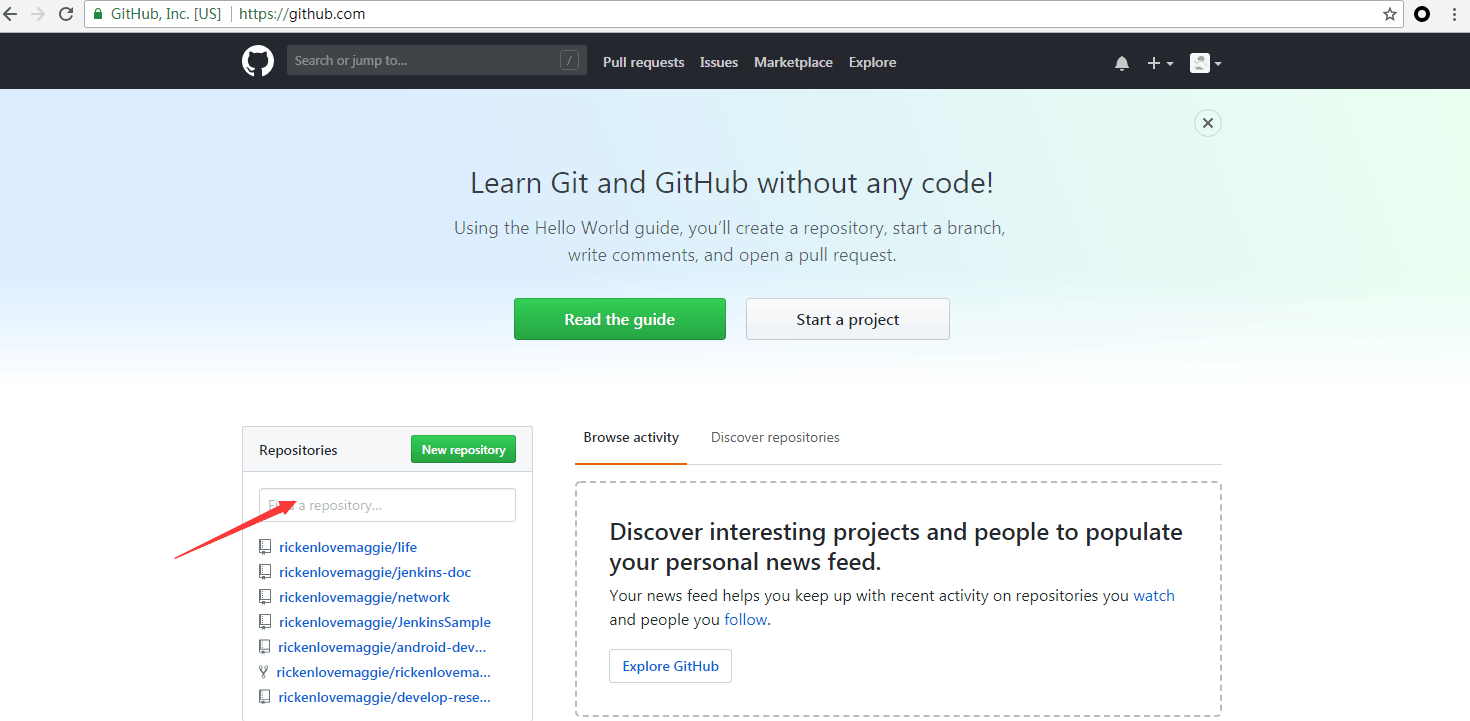 GitHub, Inc. [US] https://github.com
Search or jump to... / Pull requests Issues Marketplace Explore
Learn Git and GitHub without any code!
Using the Hello World guide, you’ll create a repository, start a branch,
write comments, and open a pull request.
Read the guide Start a project
Repositories New repository
Browse activity Discover repositories
a repository...
rickenlovemaggie/life
rickenlovemaggie/jenkins-doc
rickenlovemaggie/network
rickenlovemaggie/JenkinsSample
rickenlovemaggie/android-dev...
rickenlovemaggie/rickenlovema...
rickenlovemaggie/develop-rese...
Discover interesting projects and people to populate
your personal news feed.
Your news feed helps you keep up with recent activity on repositories you watch
and people you follow.
Explore GitHub